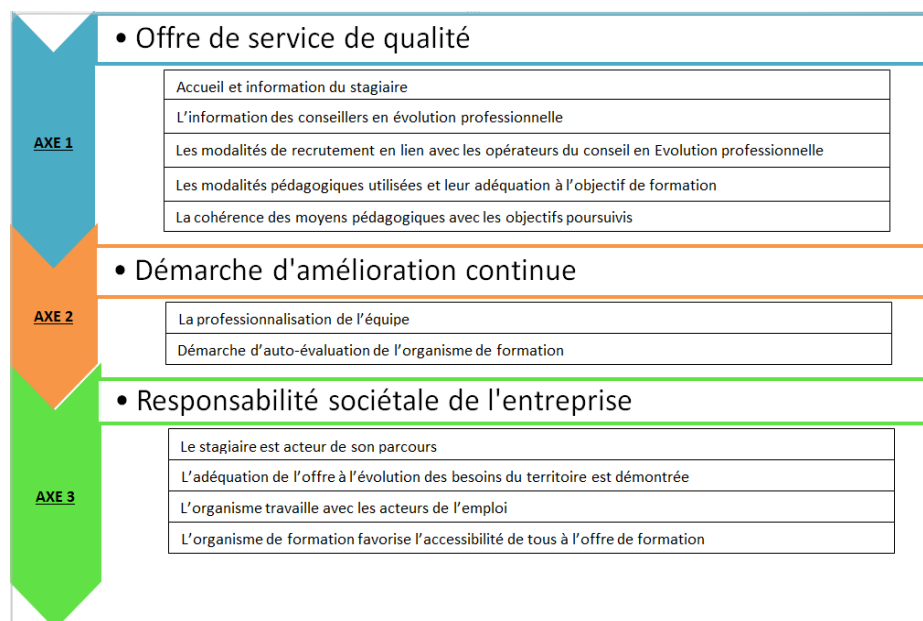 • Offre de service de qualité
AXE 1
Accueil et information du stagiaire
L'information des conseillers en évolution professionnelle
Les modalités de recrutement en lien avec les opérateurs du conseil en Evolution professionnelle
Les modalités pédagogiques utilisées et leur adéquation à l'objectif de formation
La cohérence des moyens pédagogiques avec les objectifs poursuivis
• Démarche d'amélioration continue
AXE 2
La professionnalisation de l'équipe
Démarche d'auto-évaluation de l'organisme de formation
• Responsabilité sociétale de l'entreprise
AXE 3
Le stagiaire est acteur de son parcours
L'adéquation de l'offre à l'évolution des besoins du territoire est démontrée
L'organisme travaille avec les acteurs de l'emploi
L'organisme de formation favorise l'accessibilité de tous à l'offre de formation